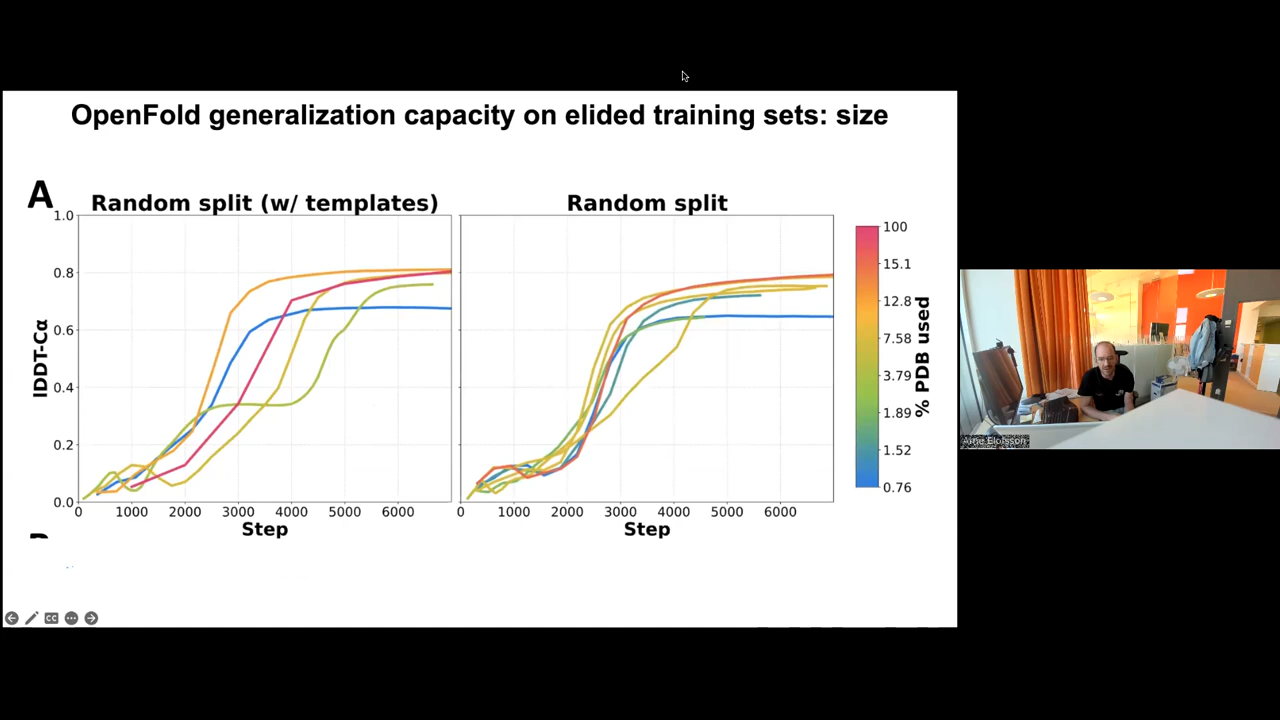 OpenFold generalization capacity on elided training sets: size
A
Random split (w/ templates)
Random split
lDDT-Cα
1.0
0.8
0.6
0.4
0.2
0.0
0 1000 2000 3000 4000 5000 6000
Step
0 1000 2000 3000 4000 5000 6000
Step
100
15.1
12.8
7.58
3.79
1.89
1.52
0.76
% PDB used
CC
Arne Elofsson